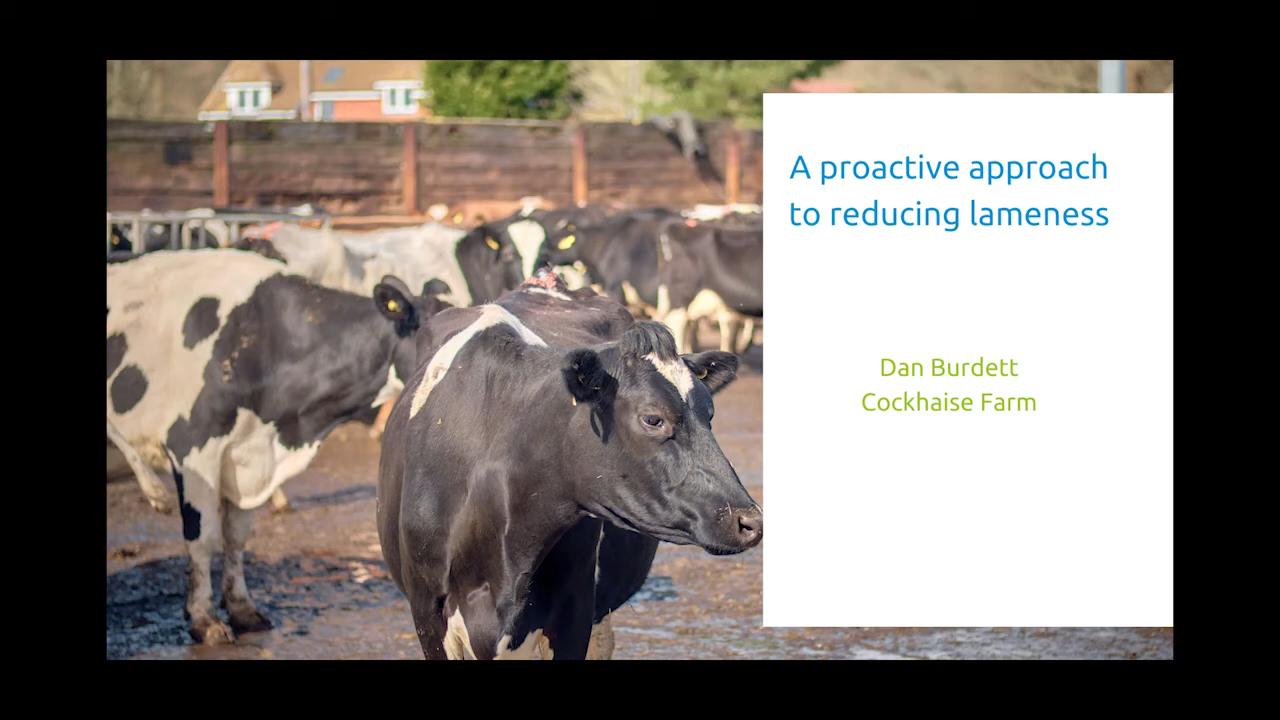 A proactive approach
to reducing lameness
Dan Burdett
Cockhaise Farm